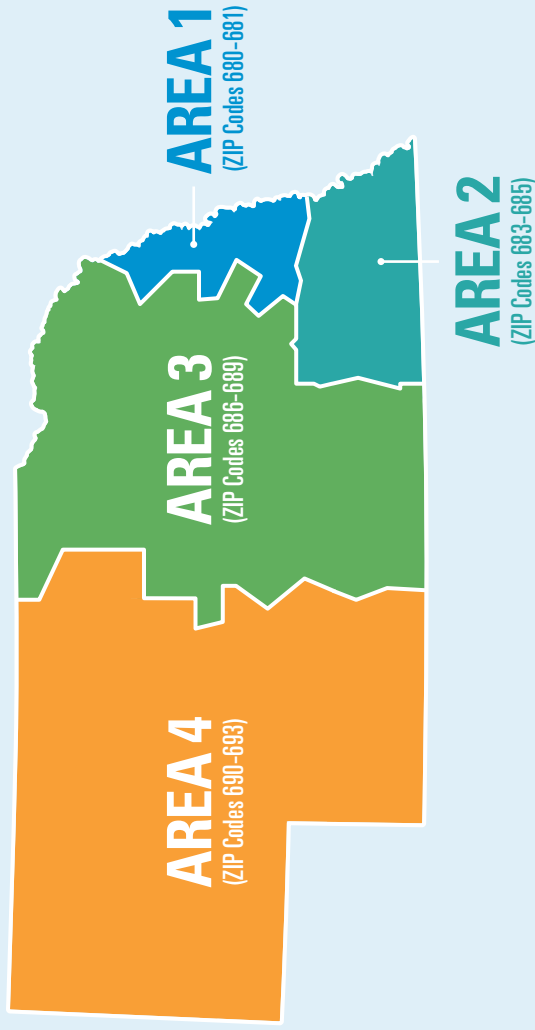 AREA 1
(ZIP Codes 680-681)
AREA 2
(ZIP Codes 683-685)
AREA 3
(ZIP Codes 686-689)
AREA 4
(ZIP Codes 690-693)